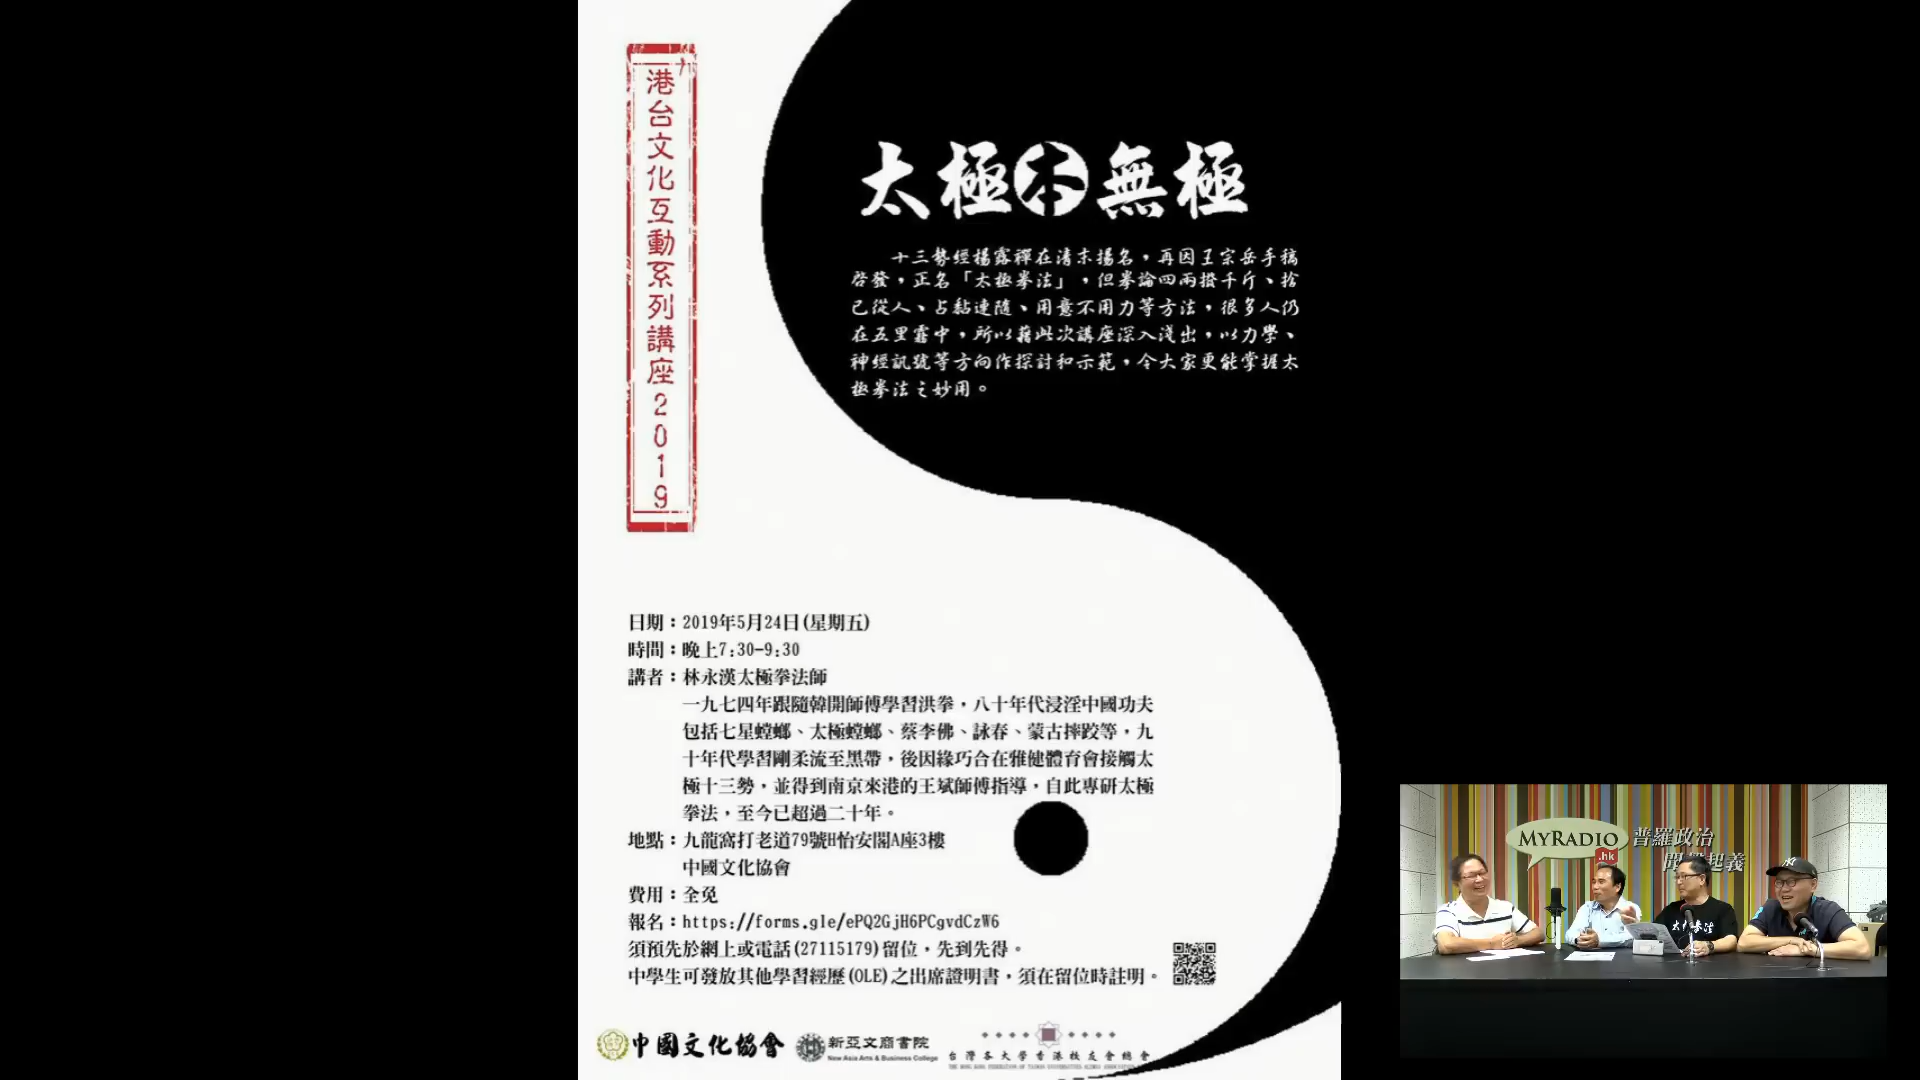 港台文化互動系列講座2019
太極本無極
十三勢經楊露禪在清末揚名，再因王宗岳手稿
啓發，正名「太極拳法」，但拳論四兩撥千斤、捨
己從人、占黏連隨、用意不用力等方法，很多人仍
在五里霧中，所以藉此次講座深入淺出，以力學、
神經訊號等方向作探討和示範，令大家更能掌握太
極拳法之妙用。
日期：2019年5月24日(星期五)
時間：晚上7:30-9:30
講者：林永漢太極拳法師
一九七四年跟隨韓開師傅學習洪拳，八十年代浸淫中國功夫
包括七星螳螂、太極螳螂、蔡李佛、詠春、蒙古摔跤等，九
十年代學習剛柔流至黑帶，後因緣巧合在雅健體育會接觸太
極十三勢，並得到南京來港的王斌師傅指導，自此專研太極
拳法，至今已超過二十年。
地點：九龍窩打老道79號H怡安閣A座3樓
中國文化協會
費用：全免
報名：https://forms.gle/ePQ2GjH6PCgvdCzW6
須預先於網上或電話(27115179)留位，先到先得。
中學生可發放其他學習經歷(OLE)之出席證明書，須在留位時註明。
中國文化協會
新亞文商書院
New Asia Arts & Business College
台灣各大學香港校友會總會
MYRADIO
.hk
普羅政治
太極拳法